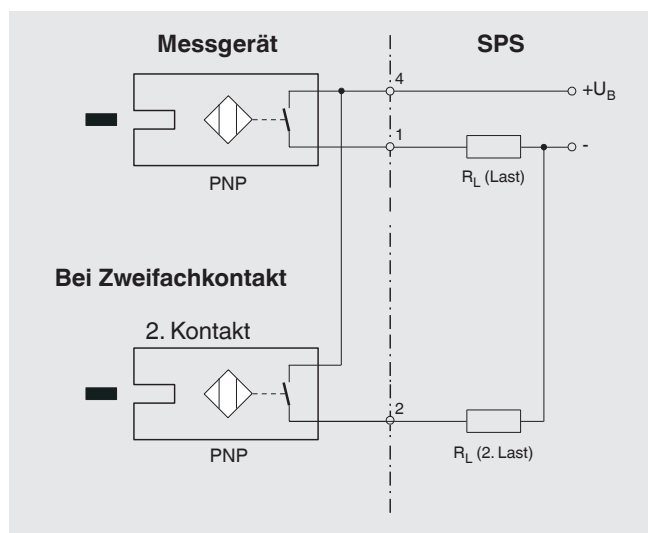 Messgerät
SPS
4
+U_B
1
-
PNP
R_L (Last)
Bei Zweifachkontakt
2. Kontakt
2
PNP
R_L (2. Last)